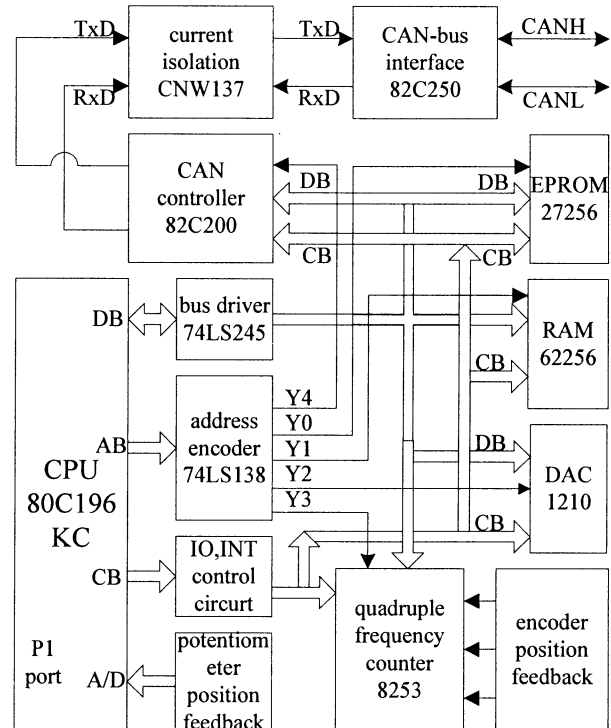 TxD
current
isolation
CNW137
TxD
CAN-bus
interface
82C250
CANH
RxD
RxD
CANL
CAN
controller
82C200
DB
DB
CB
CB
EPROM
27256
DB
bus driver
74LS245
RAM
62256
CB
AB
address
encoder
74LS138
Y4
Y0
Y1
Y2
Y3
DB
CB
DAC
1210
CPU
80C196
KC
CB
IO,INT
control
circurt
quadruple
frequency
counter
8253
encoder
position
feedback
P1
port
A/D
potentiom
eter
position
feedback